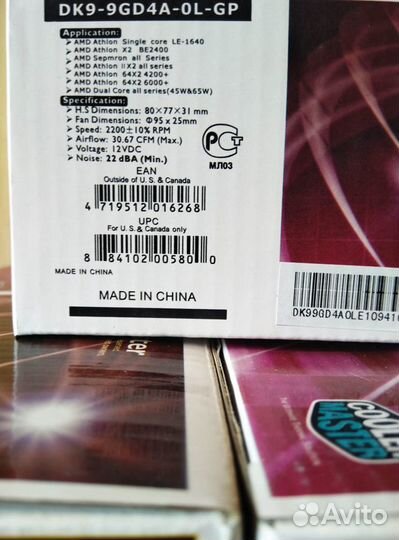 DK9-9GD4A-0L-GP
Application:
▸AMD Athlon Single core LE-1640
▸AMD Athlon X2 BE2400
▸AMD Sepmron all Series
▸AMD Athlon IIX2 all series
▸AMD Athlon 64X2 4200+
▸AMD Athlon 64X2 6000+
▸AMD Dual Core all series(45W&65W)
Specification:
▸H.S Dimensions: 80×77×31 mm
▸Fan Dimensions: Φ95 x 25mm
▸Speed: 2200±10% RPM
▸Airflow: 30.67 CFM (Max.)
▸Voltage: 12VDC
▸Noise: 22 dBA (Min.)
РСт
МЛ03
EAN
Outside of U. S. & Canada
4 719512 016268
UPC
For U. S. & Canada only
8 84102 00580 0
MADE IN CHINA
MADE IN CHINA
DK99GD4A0LE10941
COOLER
MASTER
Avito